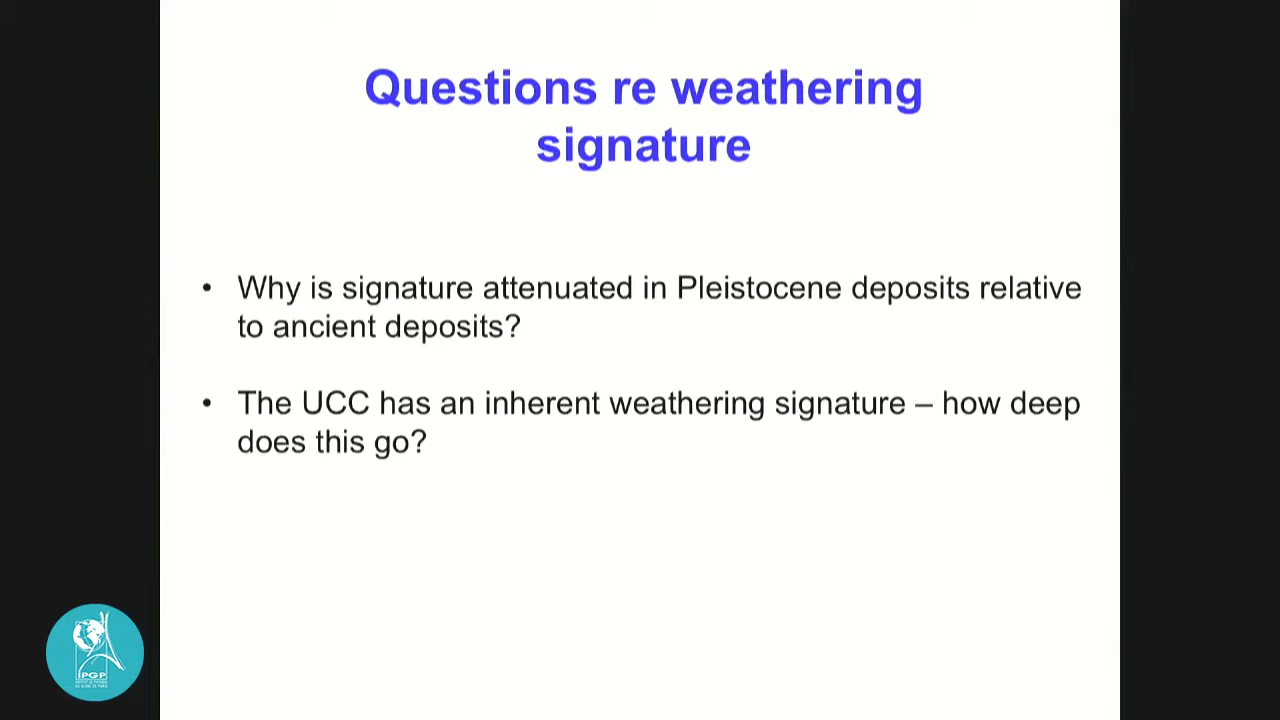 Questions re weathering
signature
• Why is signature attenuated in Pleistocene deposits relative
to ancient deposits?
• The UCC has an inherent weathering signature – how deep
does this go?
IPGP